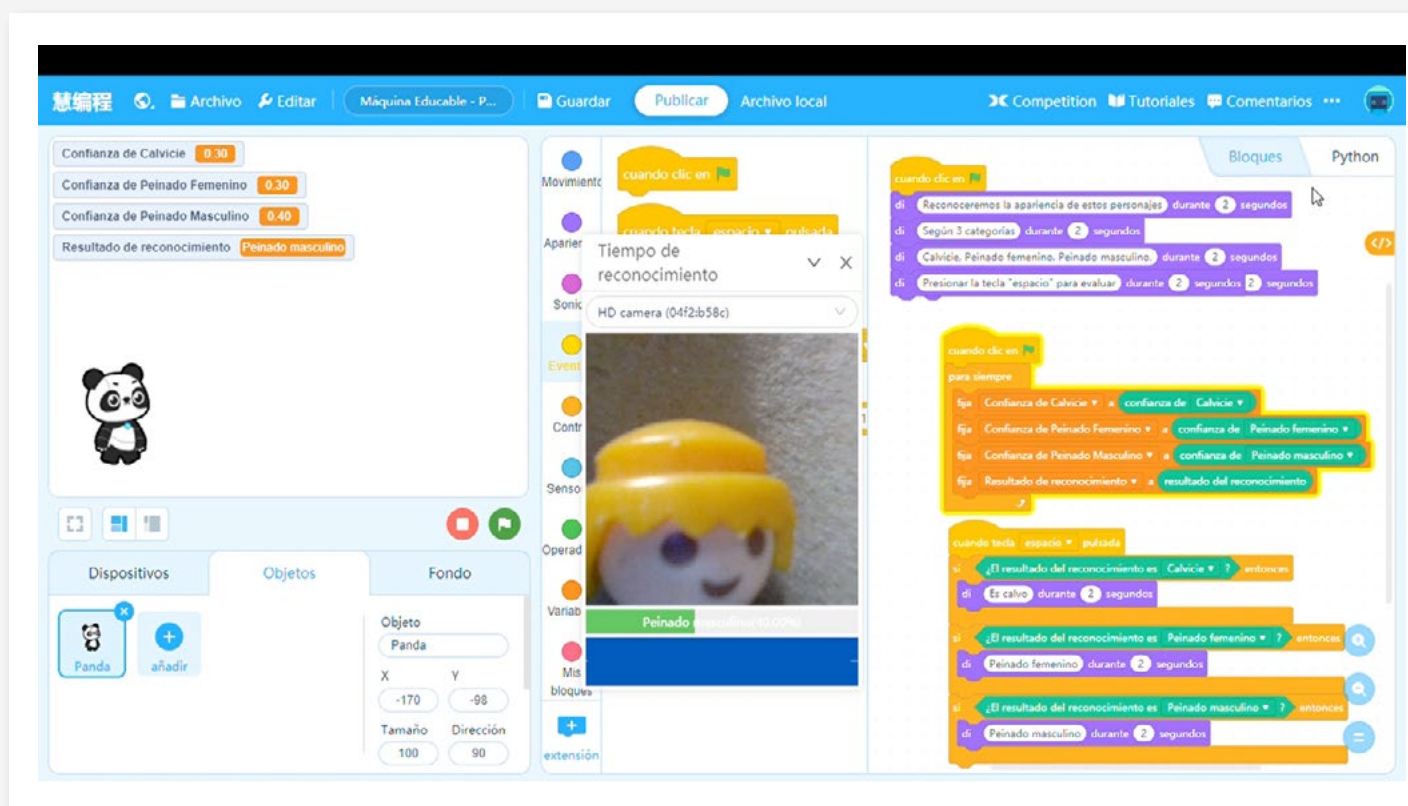 慧编程 Archivo Editar Máquina Educable - P... Guardar Publicar Archivo local Competition Tutoriales Comentarios
Confianza de Calvicie 0.30
Confianza de Peinado Femenino 0.30
Confianza de Peinado Masculino 0.40
Resultado de reconocimiento Peinado masculino
Dispositivos Objetos Fondo
Panda
añadir
Objeto
Panda
X Y
-170 -98
Tamaño Dirección
100 90
Movimiento
Aparien
Sonic
Event
Contr
Senso
Operad
Variab
Mis
bloques
extensión
cuando clic en
cuando tecla espacio pulsada
Tiempo de
reconocimiento
HD camera (04f2:b58c)
Peinado masculino(40.00%)
Bloques Python
cuando clic en
di Reconoceremos la apariencia de estos personajes durante 2 segundos
di Según 3 categorías durante 2 segundos
di Calvicie. Peinado femenino. Peinado masculino. durante 2 segundos
di Presionar la tecla "espacio" para evaluar durante 2 segundos 2 segundos
cuando clic en
para siempre
fija Confianza de Calvicie a confianza de Calvicie
fija Confianza de Peinado Femenino a confianza de Peinado femenino
fija Confianza de Peinado Masculino a confianza de Peinado masculino
fija Resultado de reconocimiento a resultado del reconocimiento
cuando tecla espacio pulsada
si ¿El resultado del reconocimiento es Calvicie ? entonces
di Es calvo durante 2 segundos
si ¿El resultado del reconocimiento es Peinado femenino ? entonces
di Peinado femenino durante 2 segundos
si ¿El resultado del reconocimiento es Peinado masculino ? entonces
di Peinado masculino durante 2 segundos